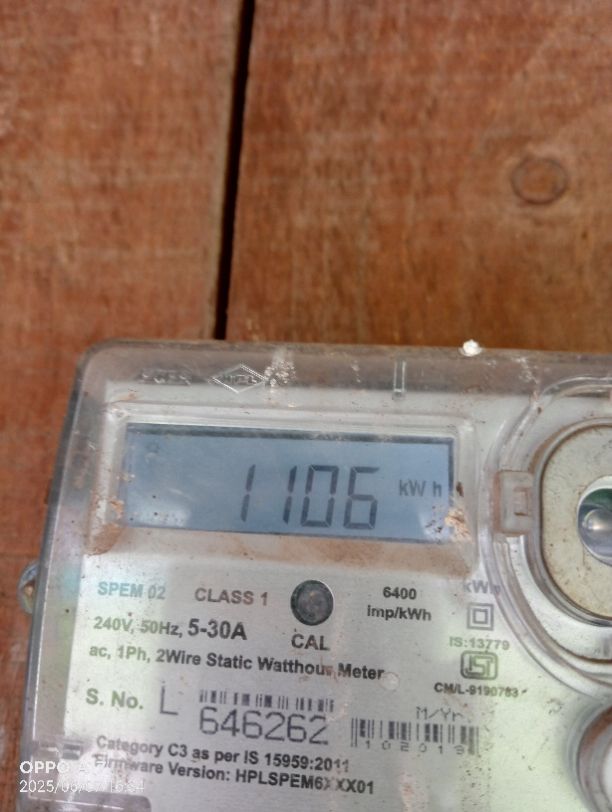 1106 kWh
SPEM 02 CLASS 1 6400 imp/kWh
240V, 50Hz, 5-30A CAL
IS:13779
ac, 1Ph, 2Wire Static Watthour Meter
CM/L-9190783
S. No. L 646262
M/Yr.
102019
Category C3 as per IS 15959:2011
Firmware Version: HPLSPEM6XXX01
OPPO